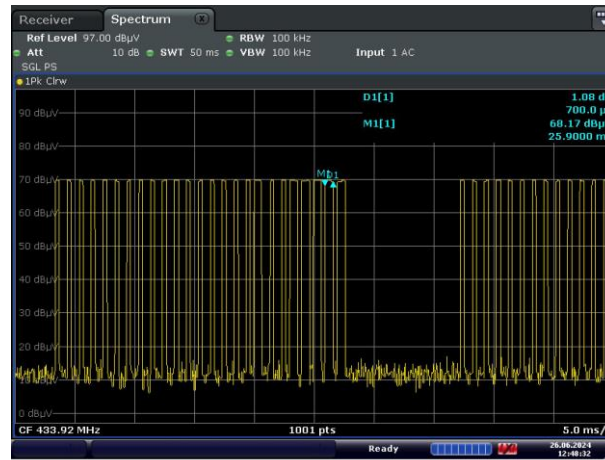 Receiver Spectrum
Ref Level 97.00 dBµV RBW 100 kHz
Att 10 dB SWT 50 ms VBW 100 kHz Input 1 AC
SGL PS
1Pk Clrw
D1[1] 1.08 d
700.0 µ
M1[1] 68.17 dBµ
25.9000 m
90 dBµV
80 dBµV
70 dBµV
M1 D1
60 dBµV
50 dBµV
40 dBµV
30 dBµV
20 dBµV
0 dBµV
CF 433.92 MHz 1001 pts 5.0 ms/
Ready 26.06.2024
12:48:32